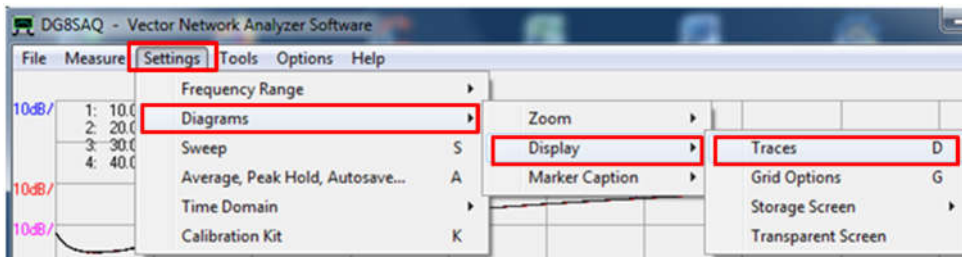 DG8SAQ - Vector Network Analyzer Software
File Measure Settings Tools Options Help
Frequency Range
10dB/ 1: 10.0 Diagrams Zoom
2: 20.0
3: 30.0 Sweep S Display Traces D
4: 40.0
Average, Peak Hold, Autosave... A Marker Caption Grid Options G
10dB/
Time Domain Storage Screen
10dB/
Calibration Kit K Transparent Screen